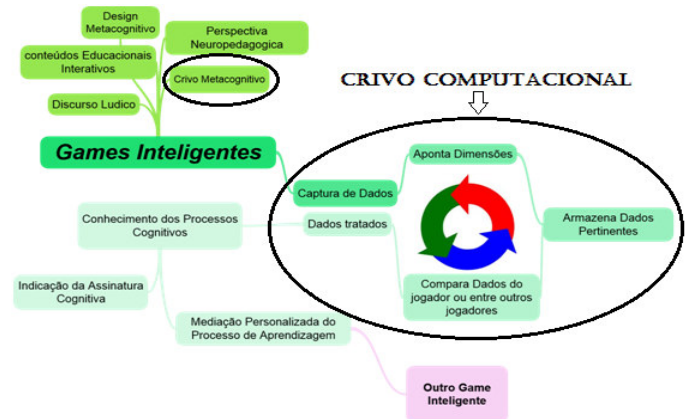 Design
Metacognitivo
Perspectiva
Neuropedagogica
conteúdos Educacionais
Interativos
Crivo Metacognitivo
Discurso Ludico
CRIVO COMPUTACIONAL
Games Inteligentes
Aponta Dimensões
Captura de Dados
Conhecimento dos Processos
Cognitivos
Dados tratados
Armazena Dados
Pertinentes
Indicação da Assinatura
Cognitiva
Compara Dados do
jogador ou entre outros
jogadores
Mediação Personalizada do
Processo de Aprendizagem
Outro Game
Inteligente